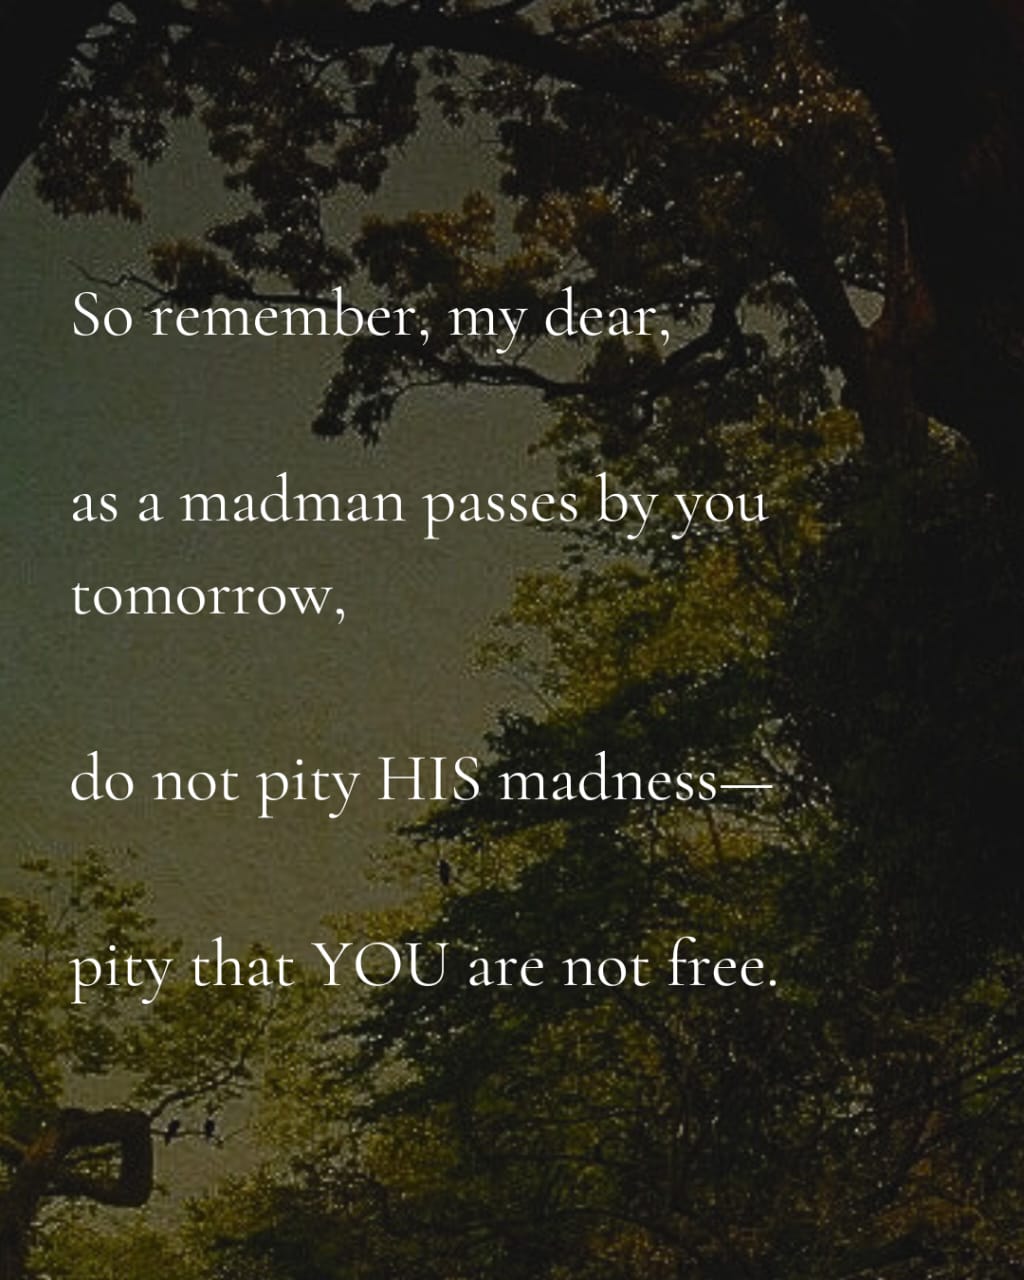 So remember, my dear,
as a madman passes by you
tomorrow,
do not pity HIS madness—
pity that YOU are not free.